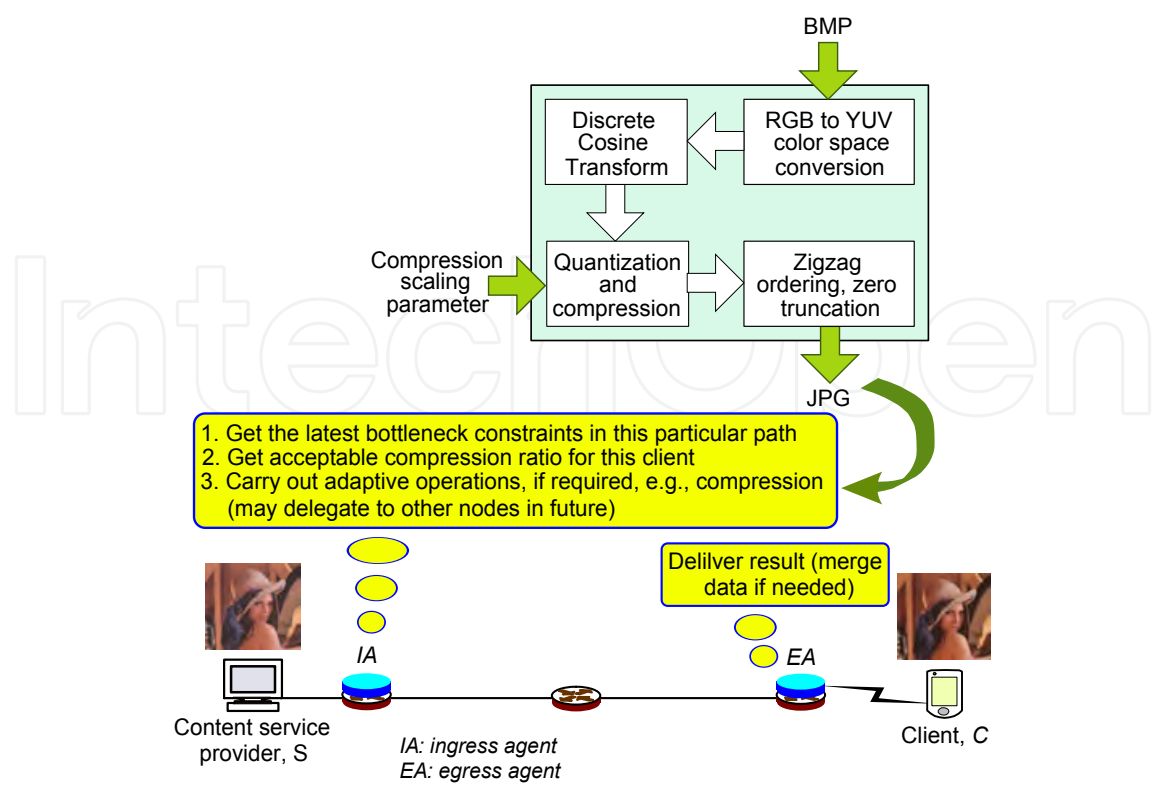 BMP
Discrete
Cosine
Transform
RGB to YUV
color space
conversion
Compression
scaling
parameter
Quantization
and
compression
Zigzag
ordering, zero
truncation
JPG
IntechOpen
1. Get the latest bottleneck constraints in this particular path
2. Get acceptable compression ratio for this client
3. Carry out adaptive operations, if required, e.g., compression
(may delegate to other nodes in future)
Delilver result (merge
data if needed)
IA
EA
Content service
provider, S
Client, C
IA: ingress agent
EA: egress agent